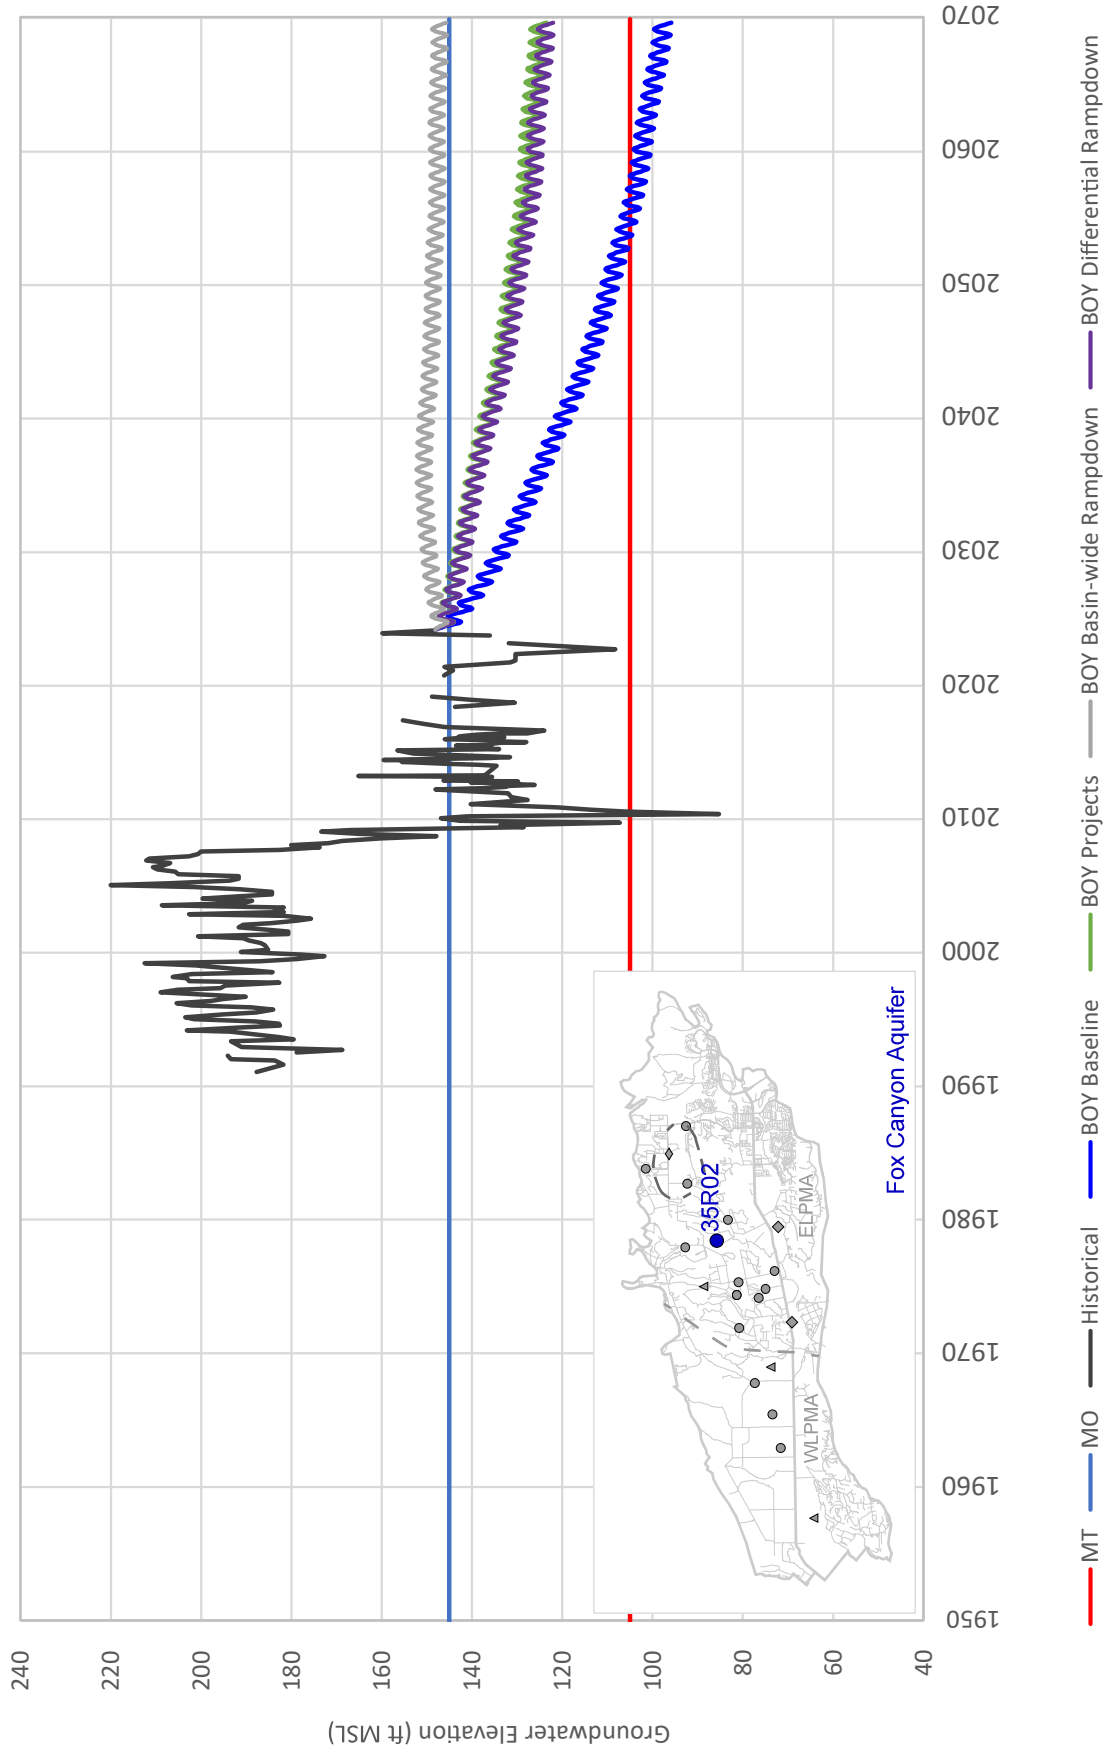 240
220
200
180
160
140
120
100
80
60
40
Groundwater Elevation (ft MSL)
1950
1960
1970
1980
1990
2000
2010
2020
2030
2040
2050
2060
2070
35R02
WLPMA
ELPMA
Fox Canyon Aquifer
MT
MO
Historical
BOY Baseline
BOY Projects
BOY Basin-wide Rampdown
BOY Differential Rampdown